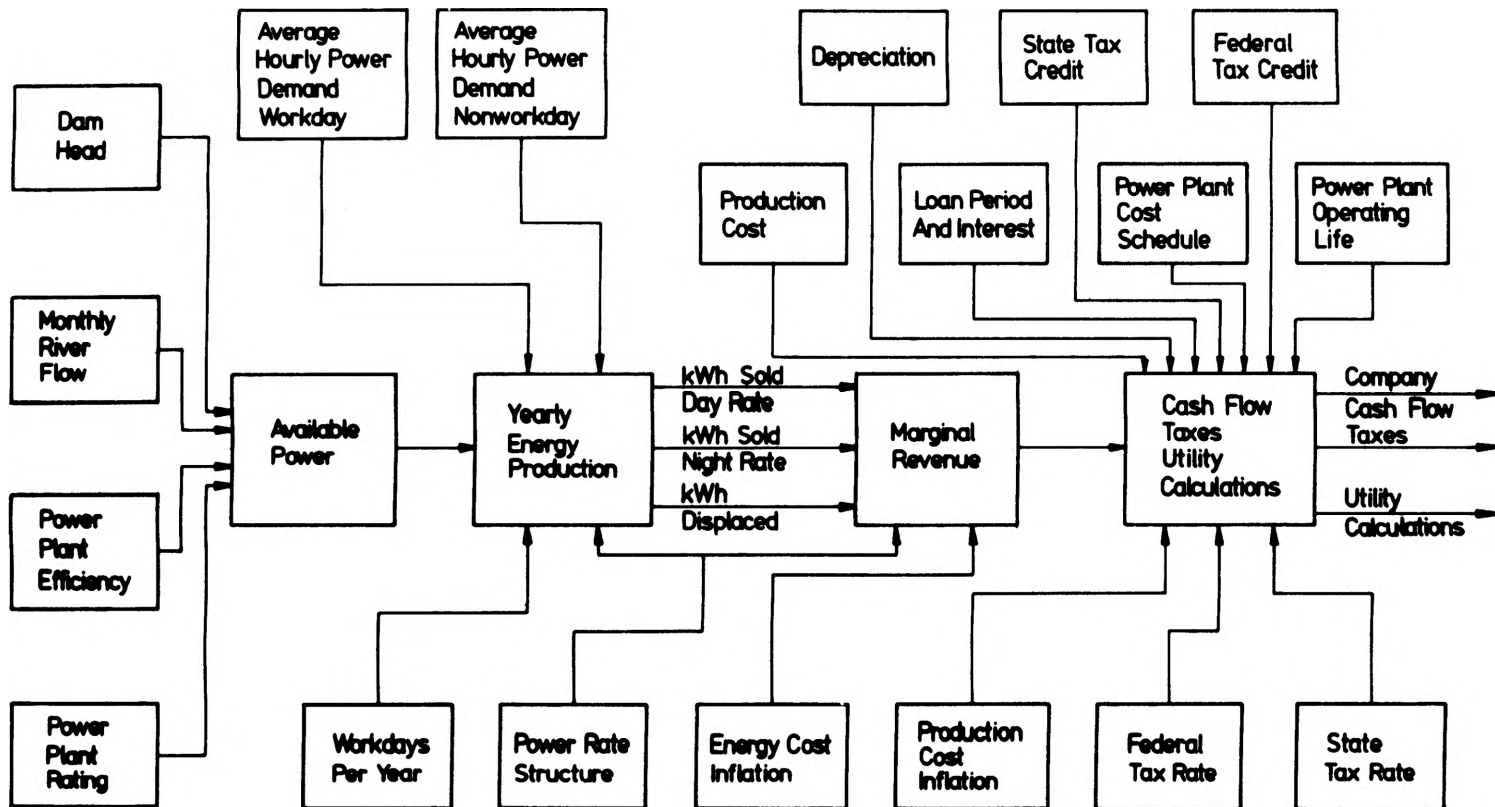 Average
Hourly Power
Demand
Workday
Average
Hourly Power
Demand
Nonworkday
Depreciation
State Tax
Credit
Federal
Tax Credit
Dam
Head
Production
Cost
Loan Period
And Interest
Power Plant
Cost
Schedule
Power Plant
Operating
Life
Monthly
River
Flow
Available
Power
Yearly
Energy
Production
kWh Sold
Day Rate
kWh Sold
Night Rate
kWh
Displaced
Marginal
Revenue
Cash Flow
Taxes
Utility
Calculations
Company
Cash Flow
Taxes
Utility
Calculations
Power
Plant
Efficiency
Power
Plant
Rating
Workdays
Per Year
Power Rate
Structure
Energy Cost
Inflation
Production
Cost
Inflation
Federal
Tax Rate
State
Tax Rate